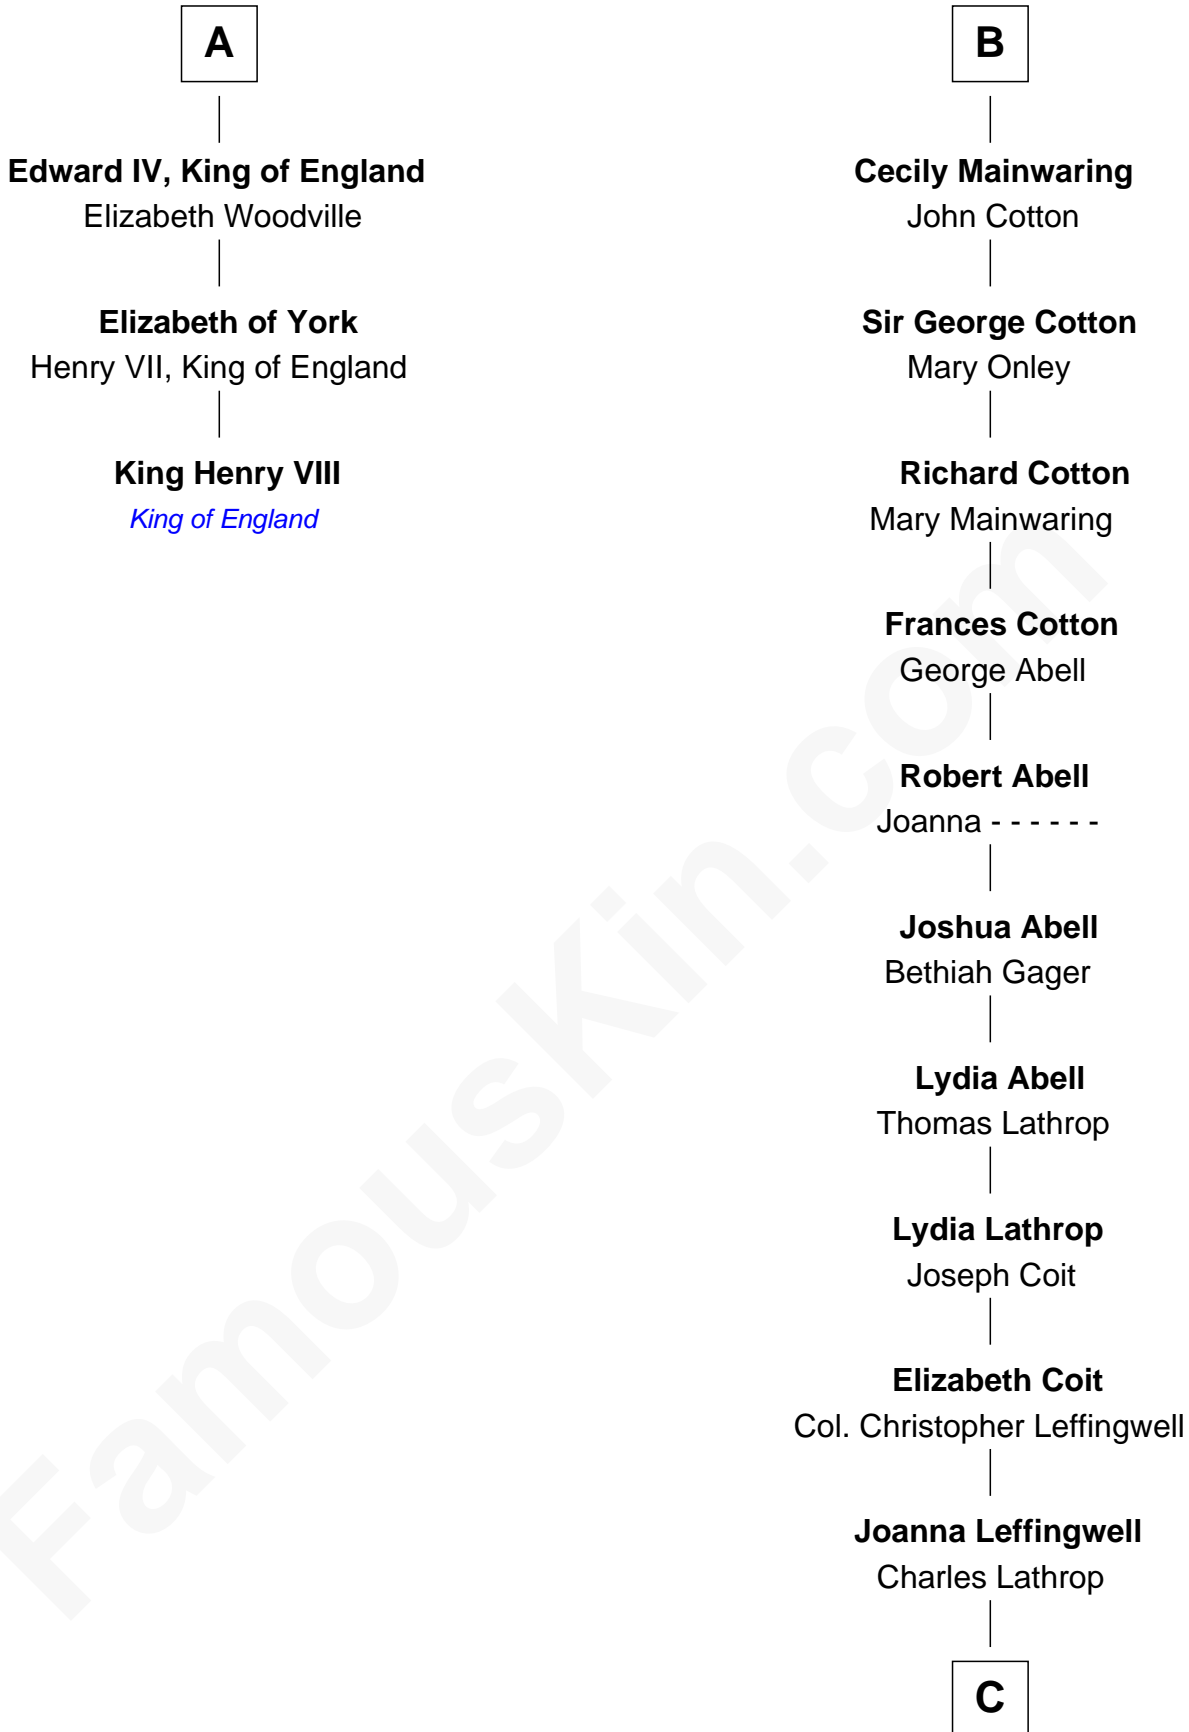 A
Edward IV, King of England
Elizabeth Woodville
Elizabeth of York
Henry VII, King of England
King Henry VIII
King of England
B
Cecily Mainwaring
John Cotton
Sir George Cotton
Mary Onley
Richard Cotton
Mary Mainwaring
Frances Cotton
George Abell
Robert Abell
Joanna - - - - - -
Joshua Abell
Bethiah Gager
Lydia Abell
Thomas Lathrop
Lydia Lathrop
Joseph Coit
Elizabeth Coit
Col. Christopher Leffingwell
Joanna Leffingwell
Charles Lathrop
C
FamousKin.com